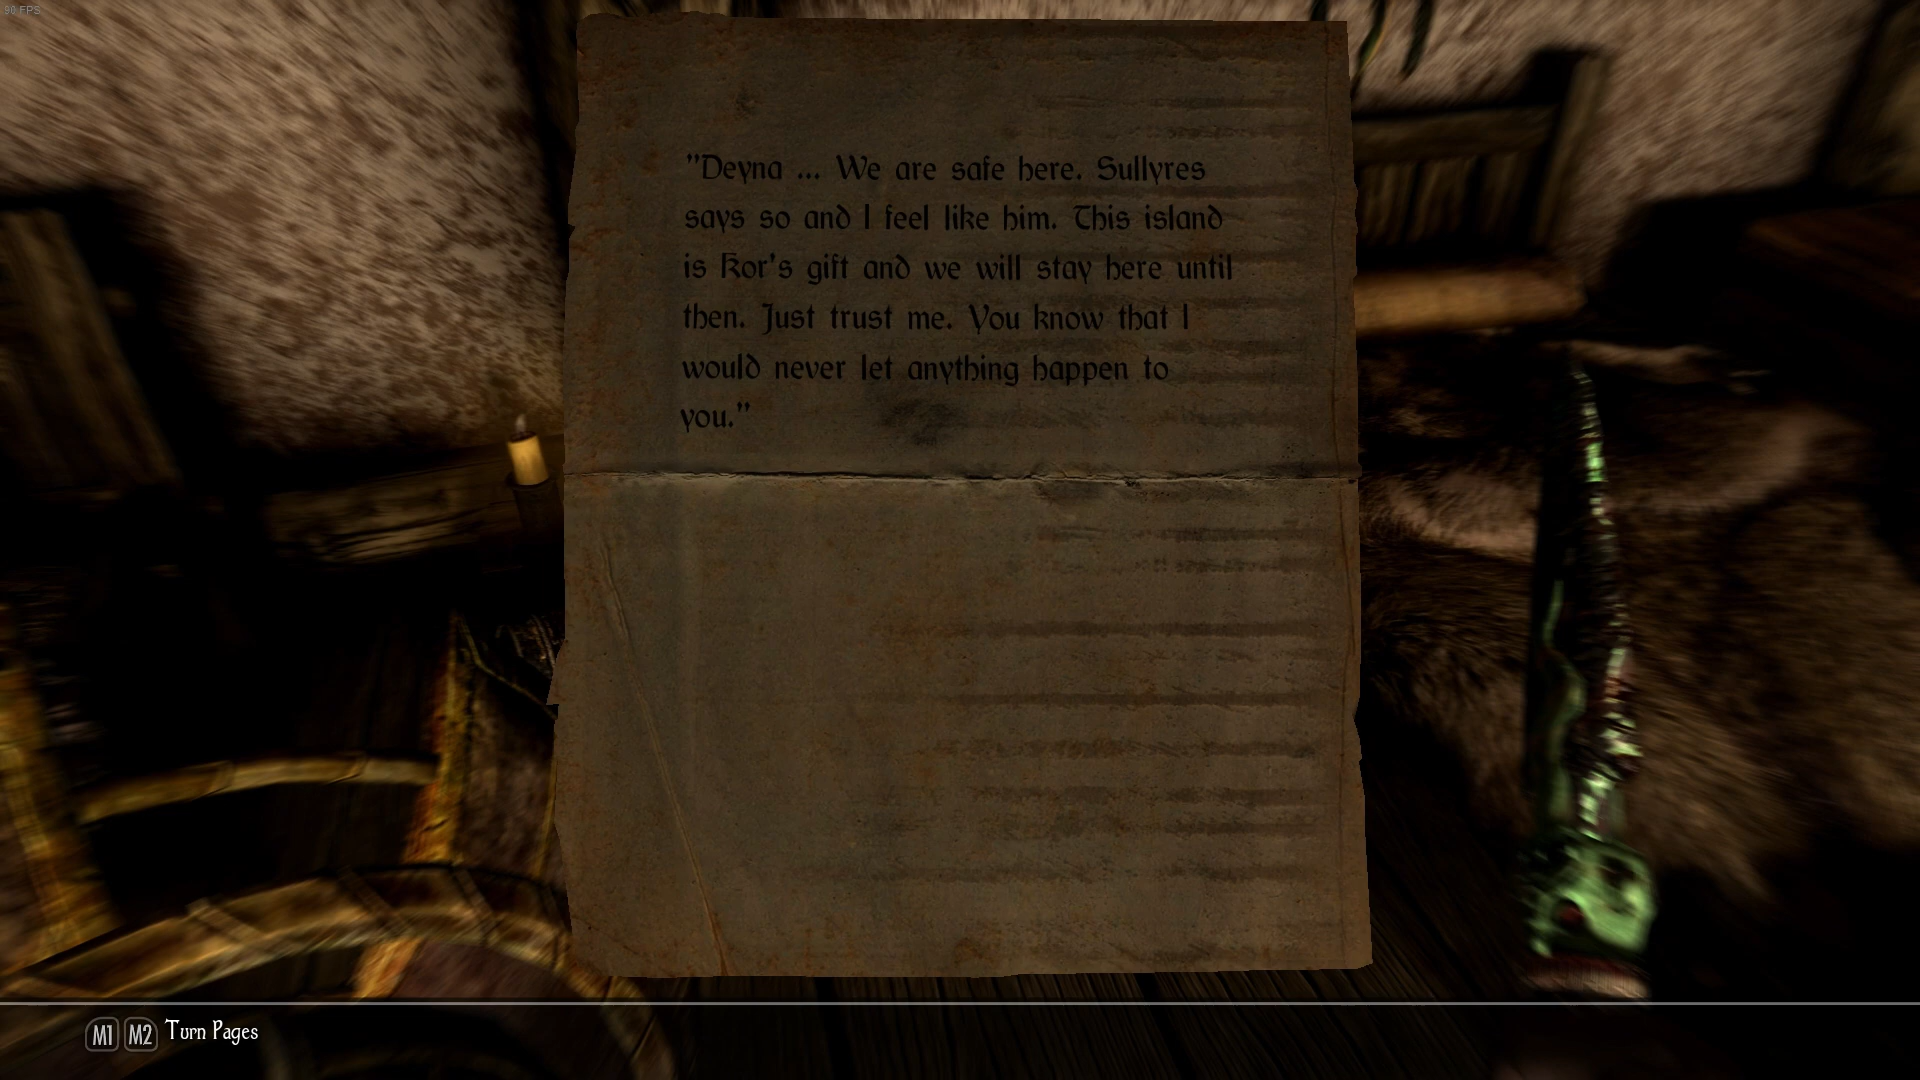 90 FPS
"Deyna ... We are safe here. Sullyres
says so and I feel like him. This island
is Kor's gift and we will stay here until
then. Just trust me. You know that I
would never let anything happen to
you."
M1 M2 Turn Pages